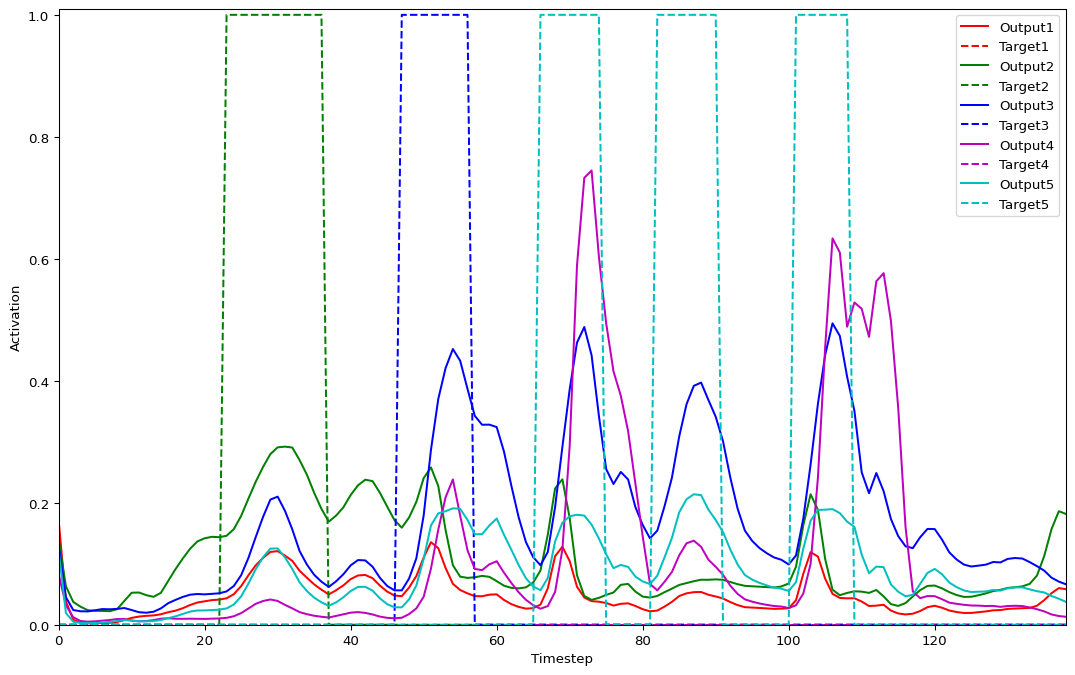 1.0
0.8
0.6
0.4
0.2
0.0
Activation
0
20
40
60
80
100
120
Timestep
Output1
Target1
Output2
Target2
Output3
Target3
Output4
Target4
Output5
Target5